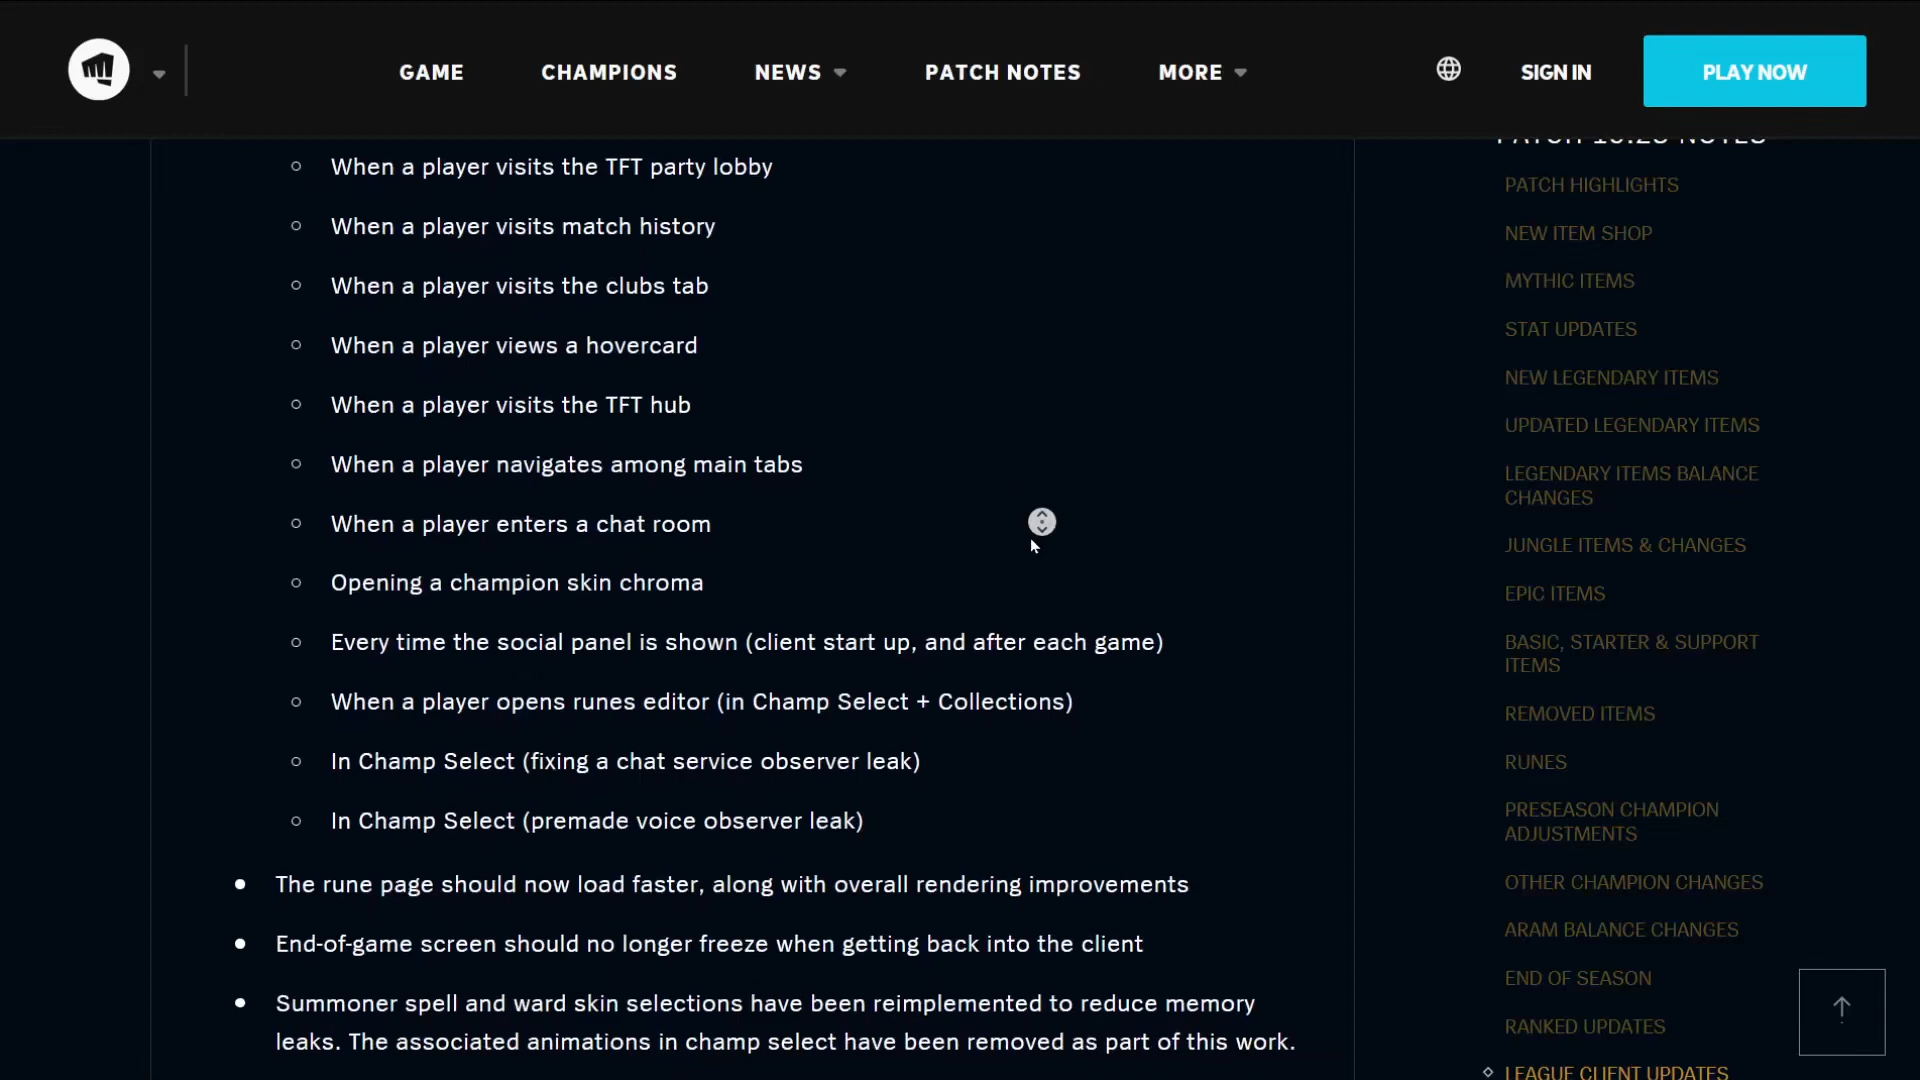 GAME
CHAMPIONS
NEWS
PATCH NOTES
MORE
SIGN IN
PLAY NOW
When a player visits the TFT party lobby
When a player visits match history
When a player visits the clubs tab
When a player views a hovercard
When a player visits the TFT hub
When a player navigates among main tabs
When a player enters a chat room
Opening a champion skin chroma
Every time the social panel is shown (client start up, and after each game)
When a player opens runes editor (in Champ Select + Collections)
In Champ Select (fixing a chat service observer leak)
In Champ Select (premade voice observer leak)
The rune page should now load faster, along with overall rendering improvements
End-of-game screen should no longer freeze when getting back into the client
Summoner spell and ward skin selections have been reimplemented to reduce memory
leaks. The associated animations in champ select have been removed as part of this work.
PATCH 10.23 NOTES
PATCH HIGHLIGHTS
NEW ITEM SHOP
MYTHIC ITEMS
STAT UPDATES
NEW LEGENDARY ITEMS
UPDATED LEGENDARY ITEMS
LEGENDARY ITEMS BALANCE
CHANGES
JUNGLE ITEMS & CHANGES
EPIC ITEMS
BASIC, STARTER & SUPPORT
ITEMS
REMOVED ITEMS
RUNES
PRESEASON CHAMPION
ADJUSTMENTS
OTHER CHAMPION CHANGES
ARAM BALANCE CHANGES
END OF SEASON
RANKED UPDATES
LEAGUE CLIENT UPDATES